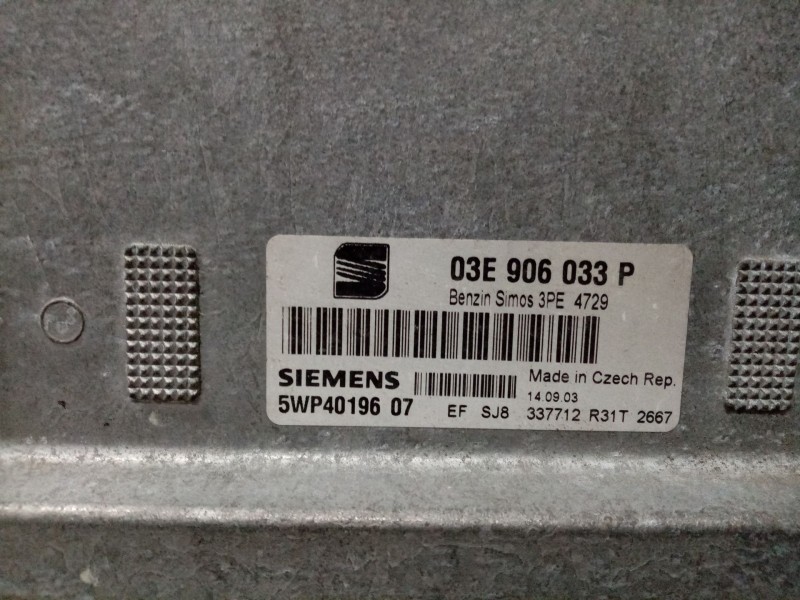 03E 906 033 P
Benzin Simos 3PE 4729
SIEMENS
Made in Czech Rep.
14.09.03
5WP40196 07
EF SJ8 337712 R31T 2667